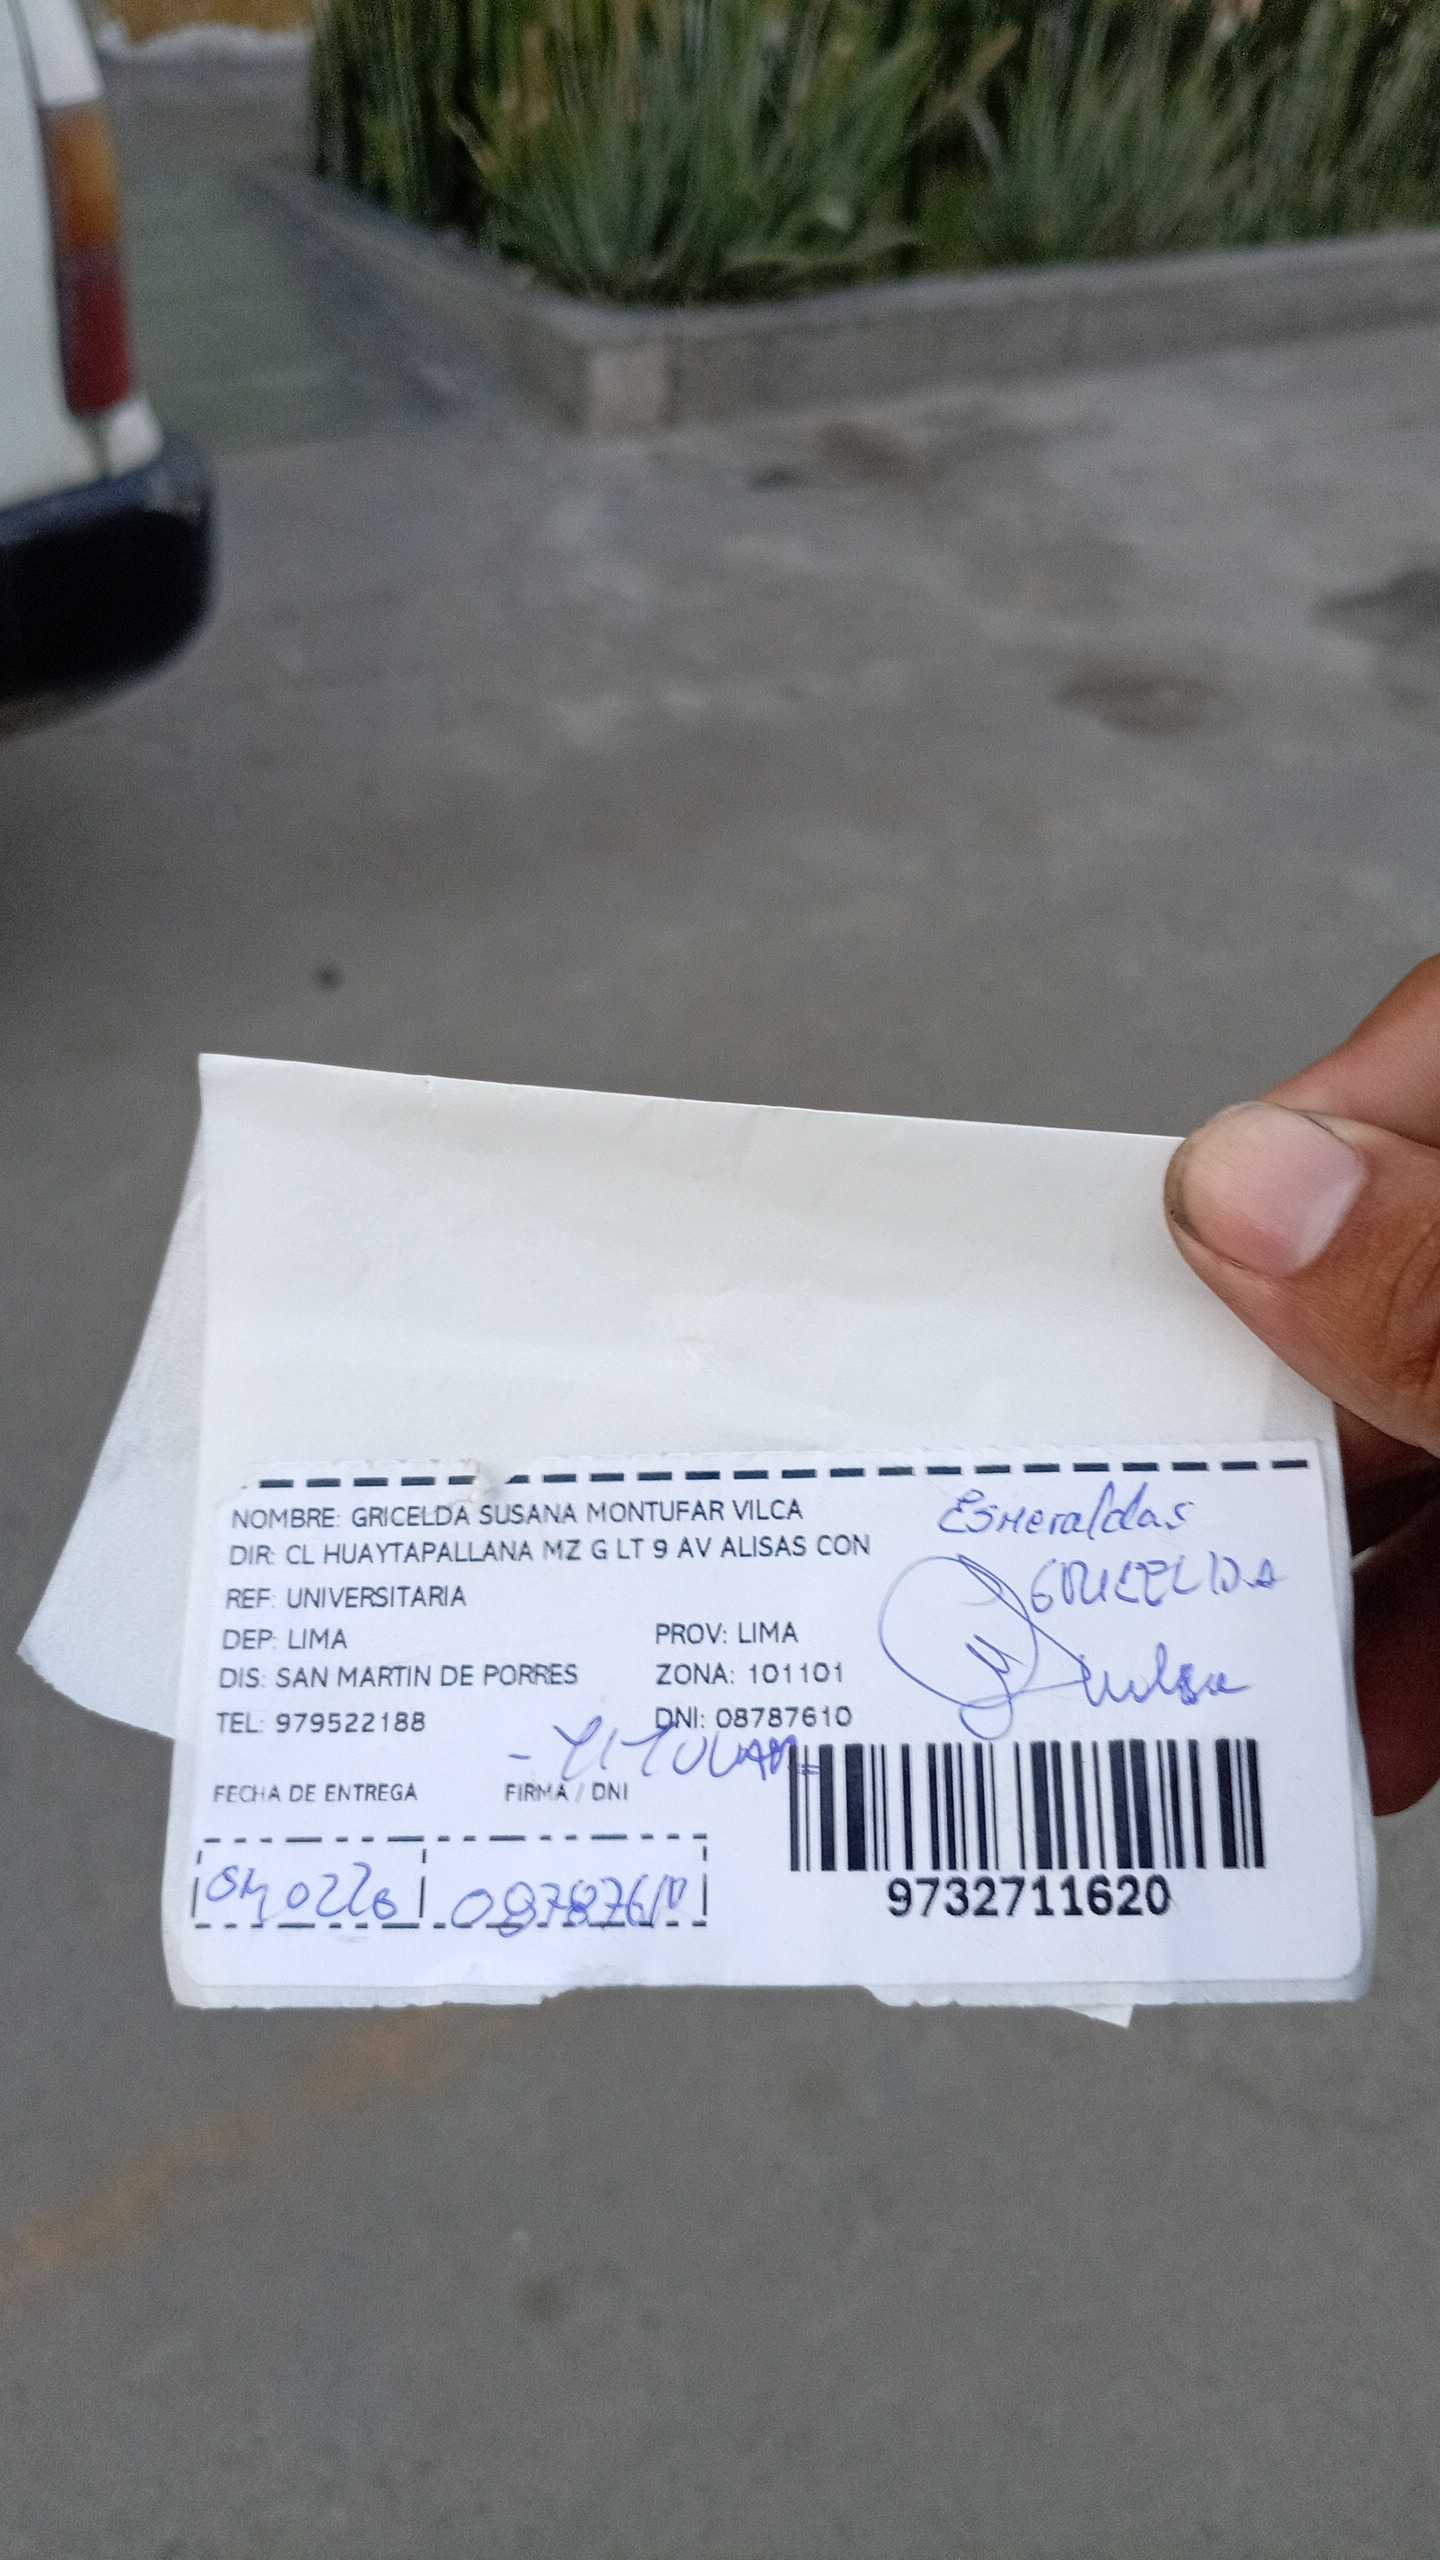 NOMBRE: GRICELDA SUSANA MONTUFAR VILCA
Esmeraldas
DIR: CL HUAYTAPALLANA MZ G LT 9 AV ALISAS CON
GRICELDA
REF: UNIVERSITARIA
DEP: LIMA PROV: LIMA
DIS: SAN MARTIN DE PORRES ZONA: 101101
TEL: 979522188 DNI: 08787610
- TITULAR =
FECHA DE ENTREGA FIRMA / DNI
08787610
9732711620